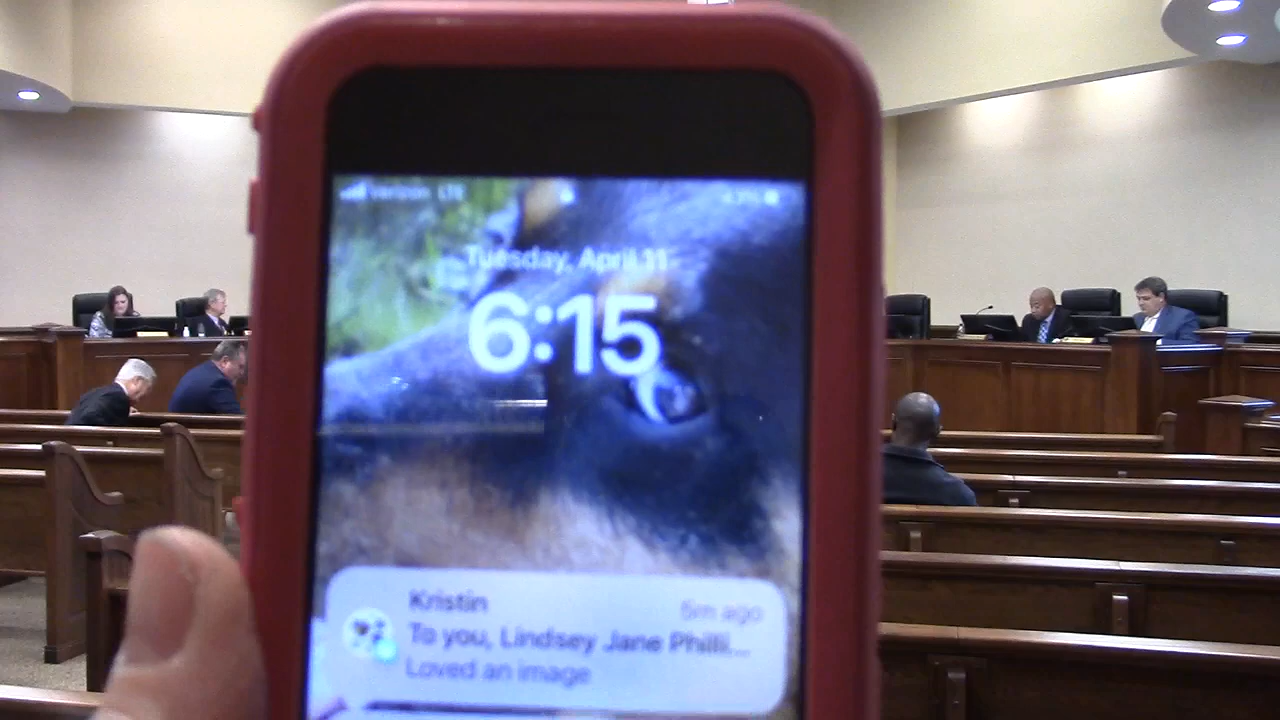 verizon LTE
Tuesday, April 11
6:15
Kristin 5m ago
To you, Lindsey Jane Philli...
Loved an image